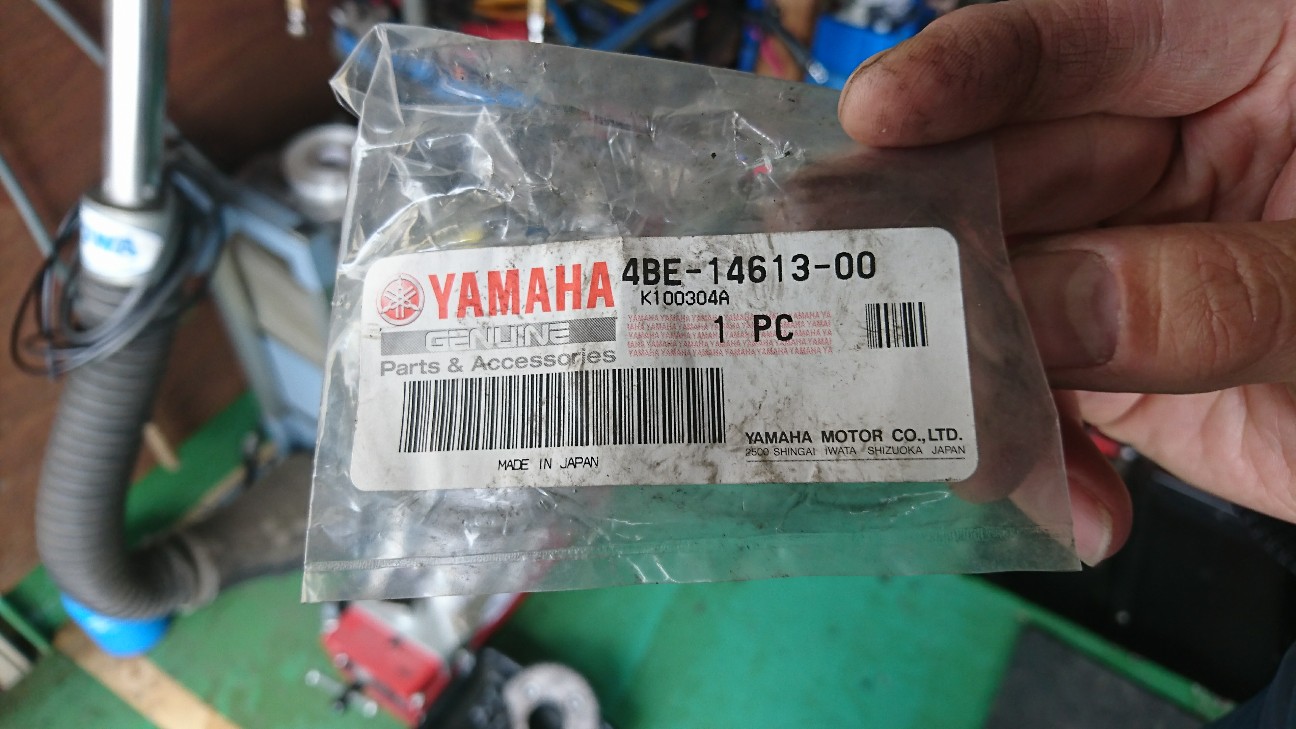 YAMAHA 4BE-14613-00
K100304A
GENUINE
1 PC
Parts & Accessories
YAMAHA MOTOR CO., LTD.
2500 SHINGAI IWATA SHIZUOKA JAPAN
MADE IN JAPAN